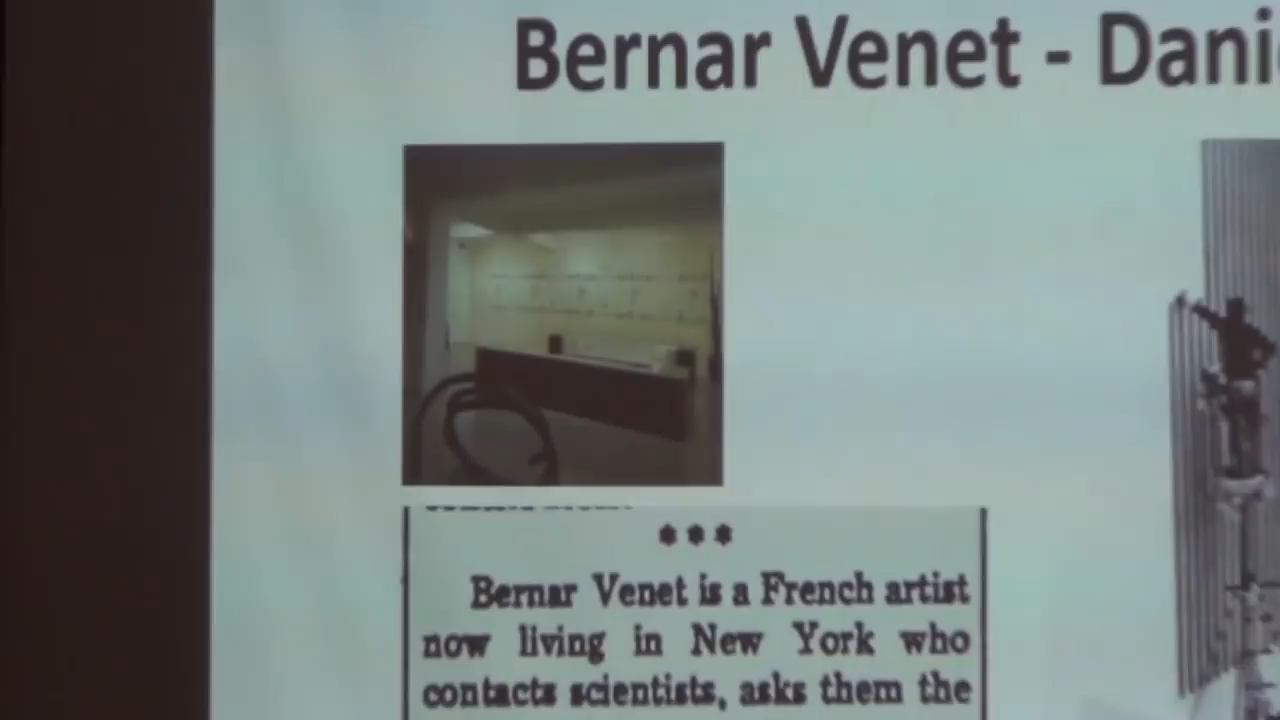 Bernar Venet - Dani
***
Bernar Venet is a French artist
now living in New York who
contacts scientists, asks them the